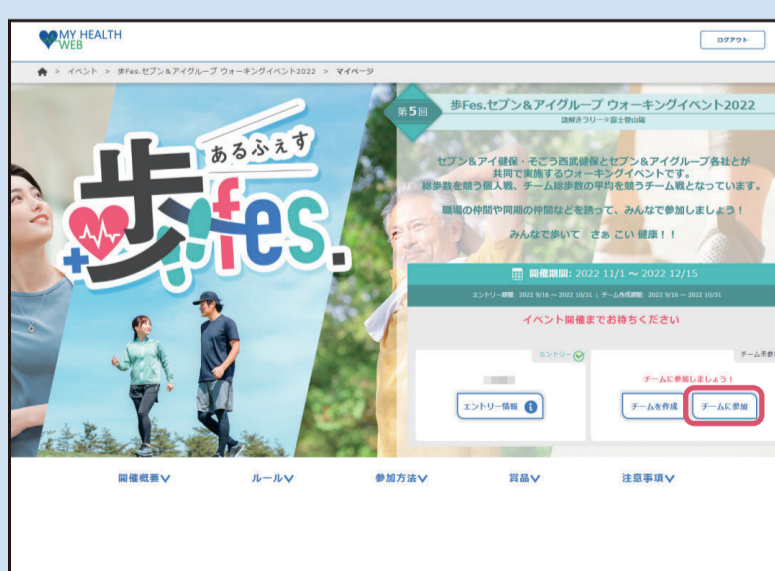 MY HEALTH
WEB
ログアウト
> イベント > 歩Fes.セブン&アイグループ ウォーキングイベント2022 > マイページ
あるふぇす
歩fes.
第5回
歩Fes.セブン&アイグループ ウォーキングイベント2022
謎解きラリー☆富士登山編
セブン&アイ健保・そごう西武健保とセブン&アイグループ各社とが
共同で実施するウォーキングイベントです。
総歩数を競う個人戦、チーム総歩数の平均を競うチーム戦となっています。
職場の仲間や同期の仲間などを誘って、みんなで参加しましょう!
みんなで歩いて さぁ こい 健康!!
開催期間: 2022 11/1 ~ 2022 12/15
エントリー期間: 2022 9/16 ~ 2022 10/31 | チーム作成期間: 2022 9/16 ~ 2022 10/31
イベント開催までお待ちください
エントリー
エントリー情報
チーム未参
チームに参加しましょう!
チームを作成
チームに参加
開催概要
ルール
参加方法
賞品
注意事項